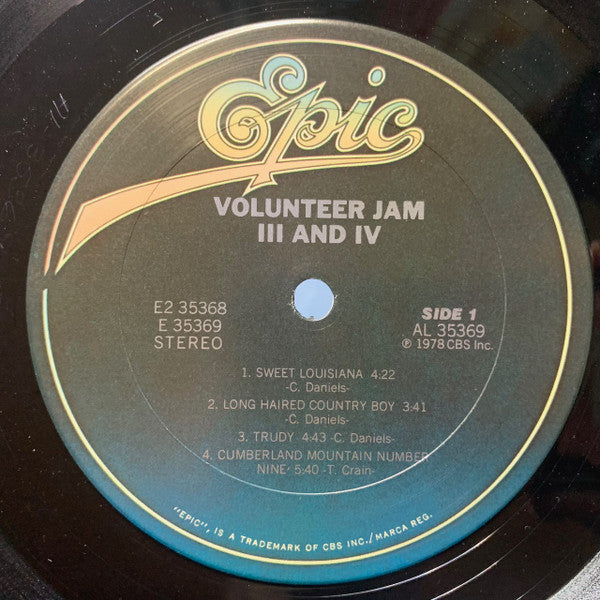 Epic
VOLUNTEER JAM
III AND IV
E2 35368
E 35369
STEREO
SIDE 1
AL 35369
℗ 1978 CBS Inc.
1. SWEET LOUISIANA 4:22
-C. Daniels-
2. LONG HAIRED COUNTRY BOY 3:41
-C. Daniels-
3. TRUDY 4:43 -C. Daniels-
4. CUMBERLAND MOUNTAIN NUMBER
NINE' 5:40 -T. Crain-
"EPIC", IS A TRADEMARK OF CBS INC./MARCA REG.